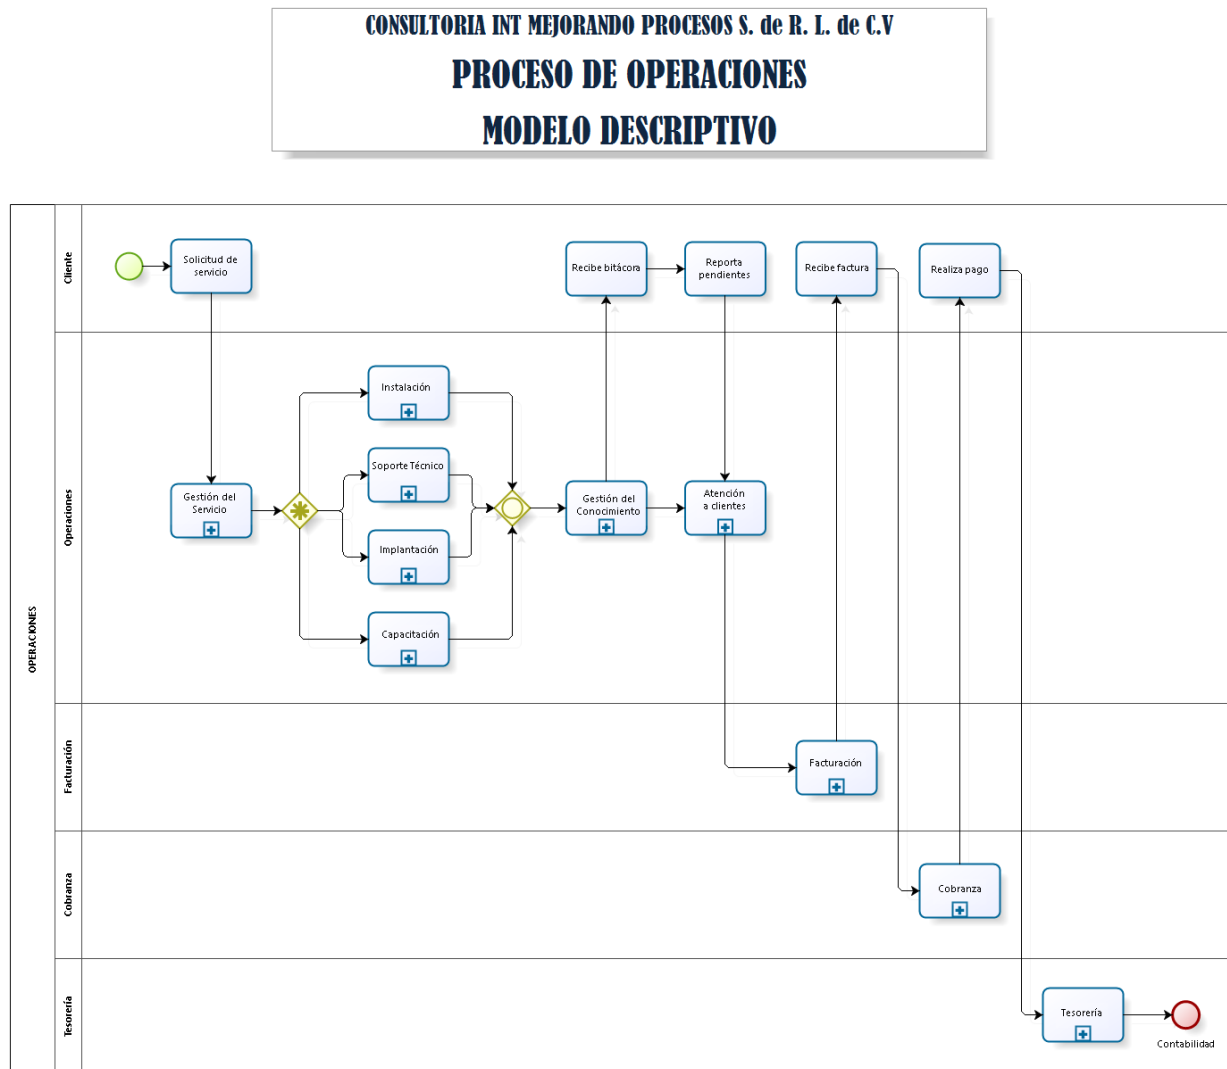 CONSULTORIA INT MEJORANDO PROCESOS S. de R. L. de C.V
PROCESO DE OPERACIONES
MODELO DESCRIPTIVO
OPERACIONES
Cliente
Solicitud de
servicio
Recibe bitácora
Reporta
pendientes
Recibe factura
Realiza pago
Operaciones
Instalación
Soporte Técnico
Gestión del
Servicio
Implantación
Capacitación
Gestión del
Conocimiento
Atención
a clientes
Facturación
Facturación
Cobranza
Cobranza
Tesorería
Tesorería
Contabilidad